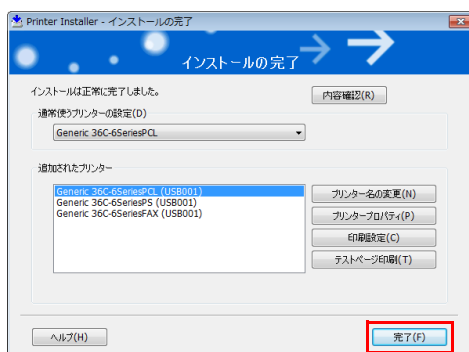 Printer Installer - インストールの完了
インストールの完了
インストールは正常に完了しました。
内容確認(R)
通常使うプリンターの設定(D)
Generic 36C-6SeriesPCL
追加されたプリンター
Generic 36C-6SeriesPCL (USB001)
Generic 36C-6SeriesPS (USB001)
Generic 36C-6SeriesFAX (USB001)
プリンター名の変更(N)
プリンタープロパティ(P)
印刷設定(C)
テストページ印刷(T)
ヘルプ(H)
完了(F)